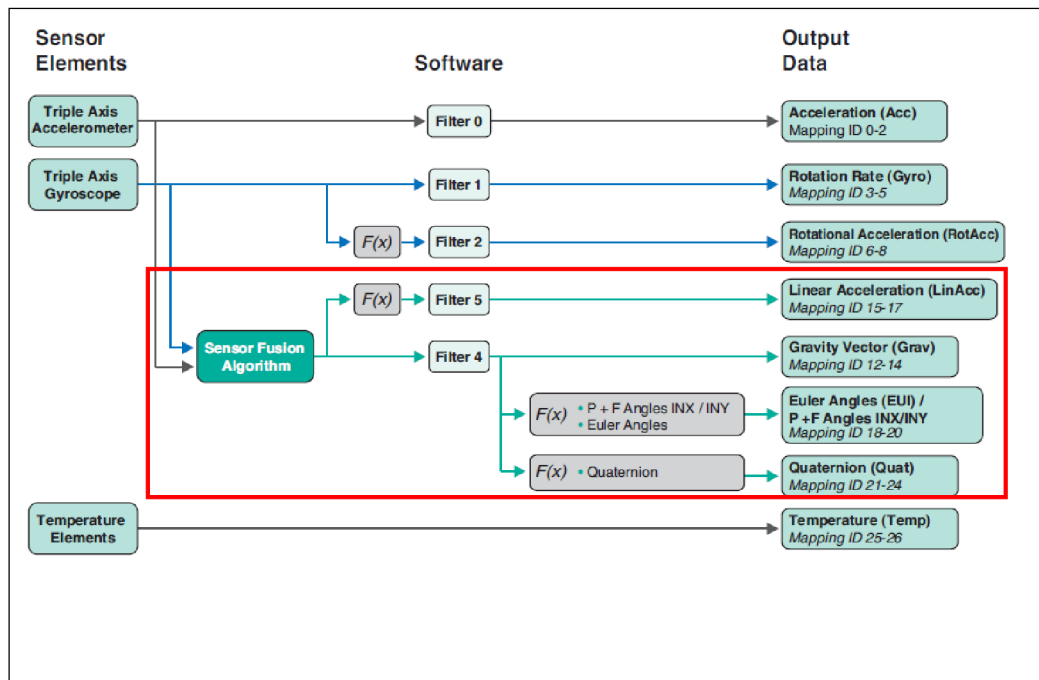 Sensor
Elements
Software
Output
Data
Triple Axis
Accelerometer
Filter 0
Acceleration (Acc)
Mapping ID 0-2
Triple Axis
Gyroscope
Filter 1
Rotation Rate (Gyro)
Mapping ID 3-5
F(x)
Filter 2
Rotational Acceleration (RotAcc)
Mapping ID 6-8
F(x)
Filter 5
Linear Acceleration (LinAcc)
Mapping ID 15-17
Sensor Fusion
Algorithm
Filter 4
Gravity Vector (Grav)
Mapping ID 12-14
F(x)
• P + F Angles INX / INY
• Euler Angles
Euler Angles (EUI) /
P +F Angles INX/INY
Mapping ID 18-20
F(x) • Quaternion
Quaternion (Quat)
Mapping ID 21-24
Temperature
Elements
Temperature (Temp)
Mapping ID 25-26